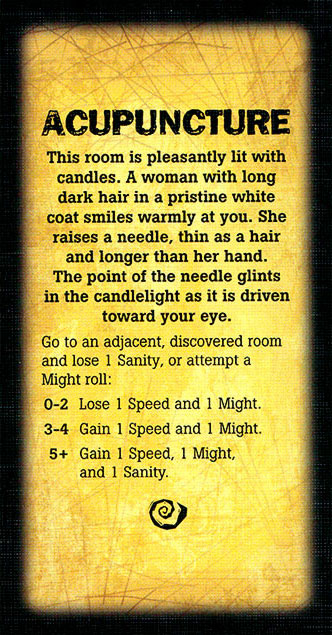 ACUPUNCTURE
This room is pleasantly lit with
candles. A woman with long
dark hair in a pristine white
coat smiles warmly at you. She
raises a needle, thin as a hair
and longer than her hand.
The point of the needle glints
in the candlelight as it is driven
toward your eye.
Go to an adjacent, discovered room
and lose 1 Sanity, or attempt a
Might roll:
0-2 Lose 1 Speed and 1 Might.
3-4 Gain 1 Speed and 1 Might.
5+ Gain 1 Speed, 1 Might,
and 1 Sanity.